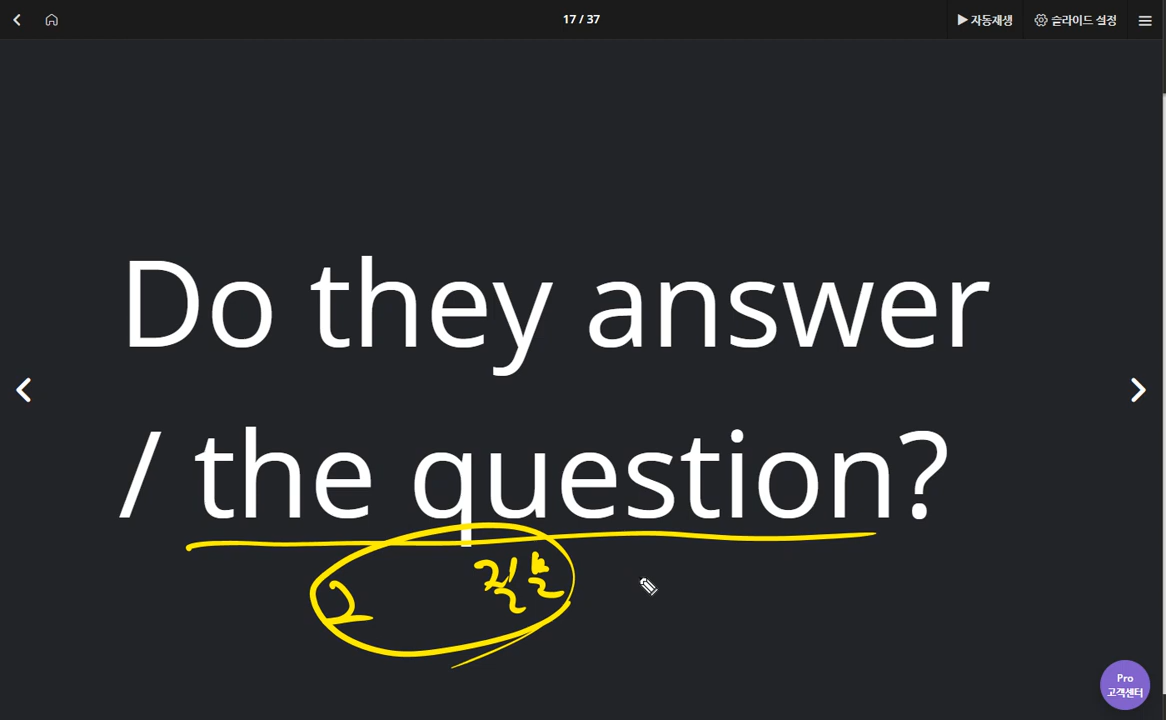 17 / 37
▶ 자동재생
슬라이드 설정
Do they answer
/ the question?
그 질문
Pro
고객센터